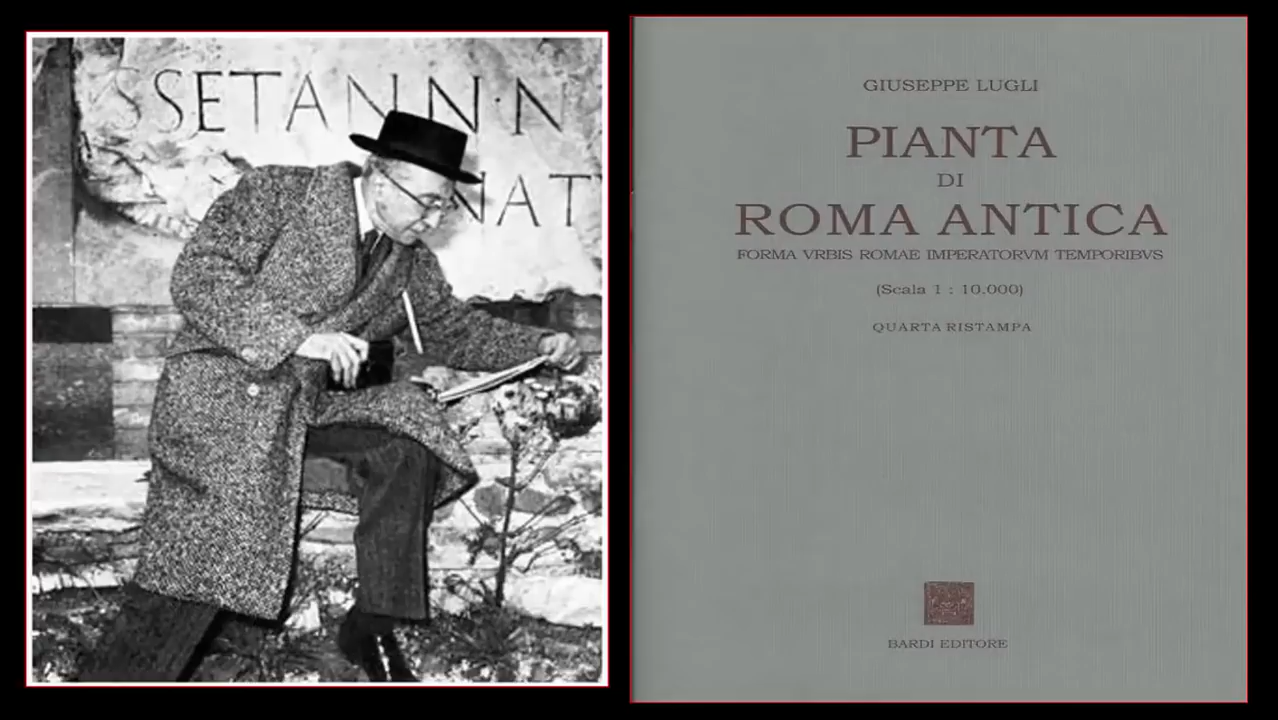 SSETANNN·N
NAT
GIUSEPPE LUGLI
PIANTA
DI
ROMA ANTICA
FORMA VRBIS ROMAE IMPERATORVM TEMPORIBVS
(Scala 1 : 10.000)
QUARTA RISTAMPA
BARDI EDITORE